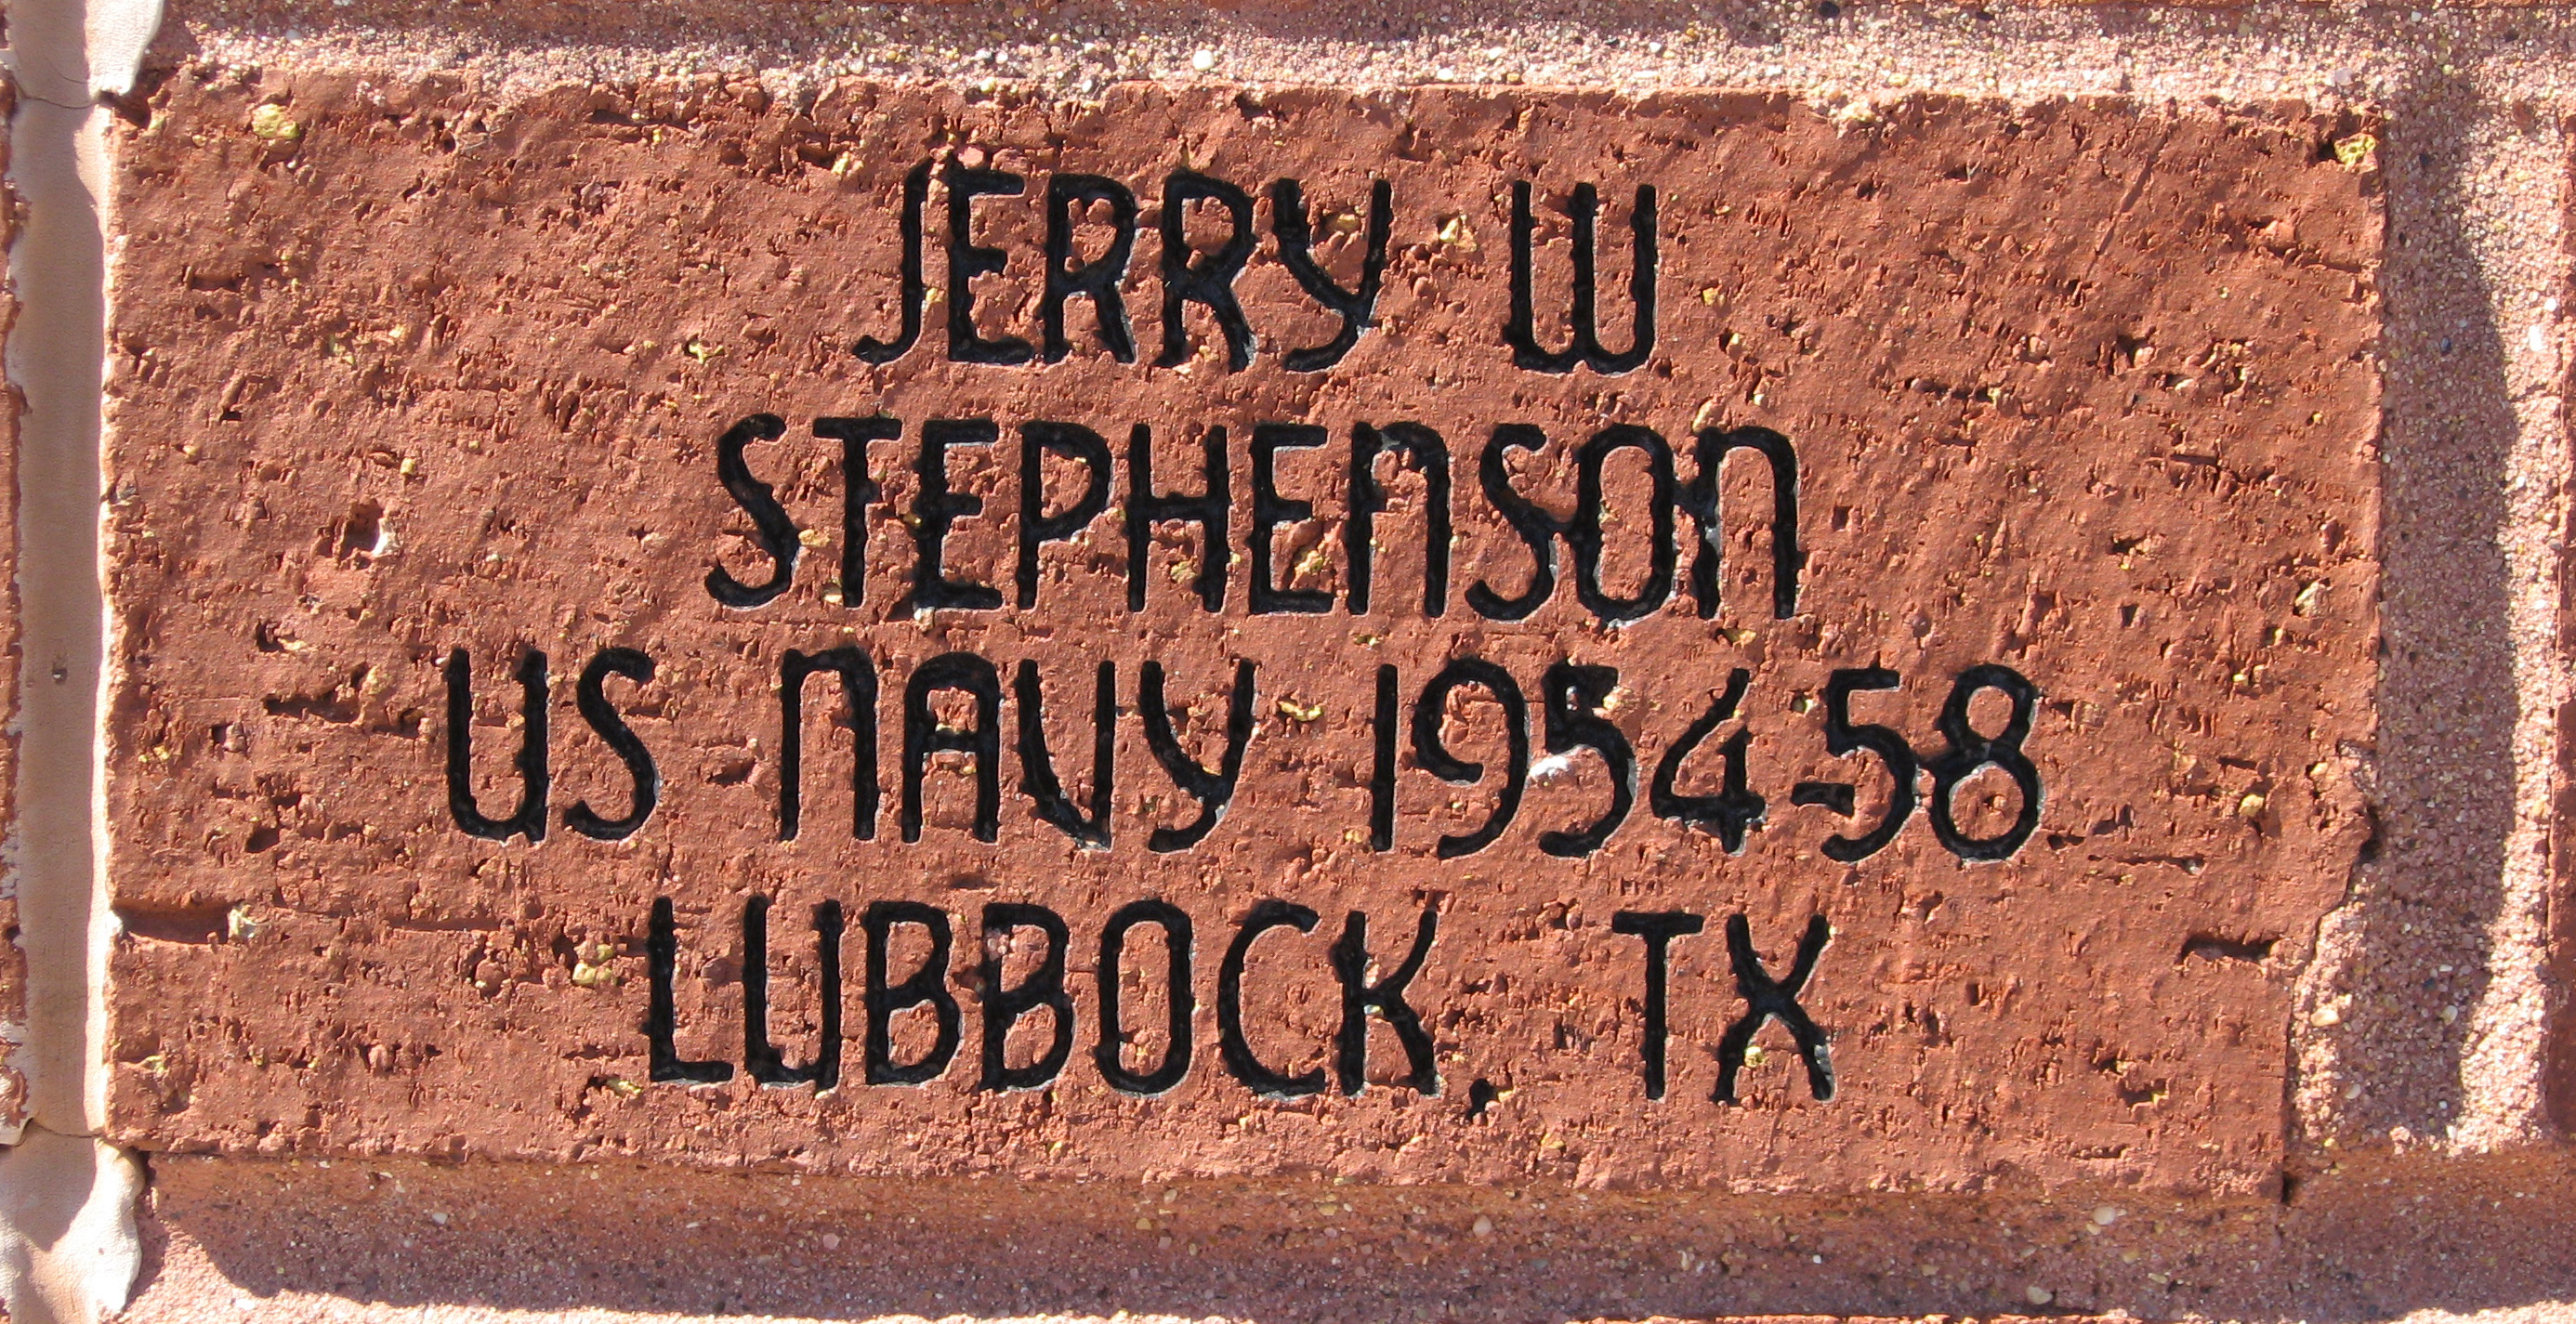 JERRY W
STEPHENSON
US NAVY 1954-58
LUBBOCK, TX